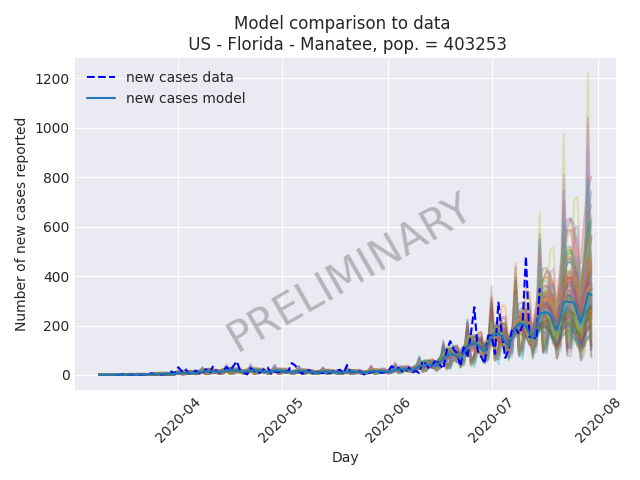 Model comparison to data
US - Florida - Manatee, pop. = 403253
new cases data
new cases model
PRELIMINARY
Number of new cases reported
1200
1000
800
600
400
200
0
2020-04
2020-05
2020-06
2020-07
2020-08
Day